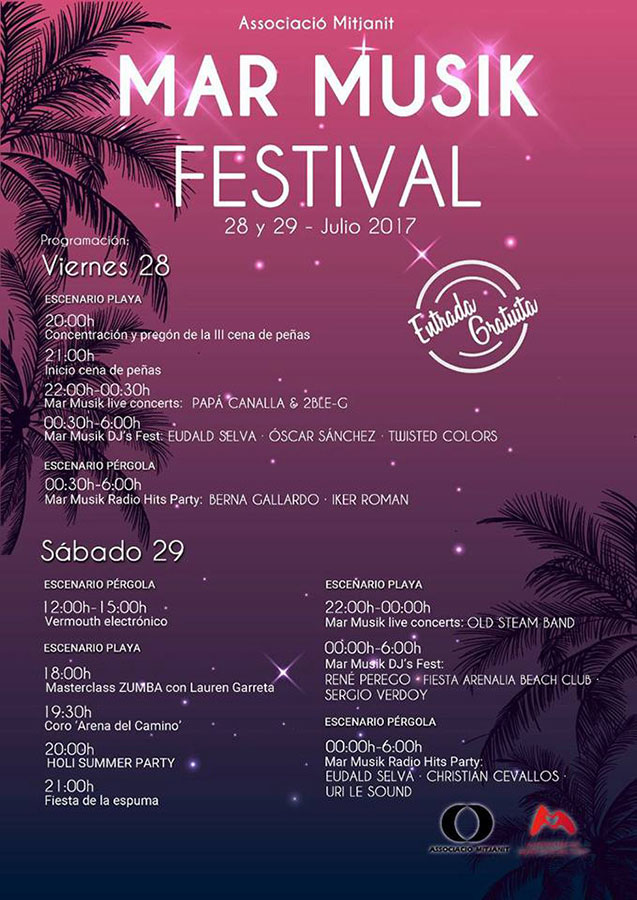 Associació Mitjanit
MAR MUSIK
FESTIVAL
28 y 29 - Julio 2017
Programación:
Viernes 28
Entrada
Gratuita
ESCENARIO PLAYA
20:00h
Concentración y pregón de la III cena de peñas
21:00h
Inicio cena de peñas
22:00h-00:30h
Mar Musik live concerts: PAPÁ CANALLA & 2BLE-G
00:30h-6:00h
Mar Musik DJ's Fest: EUDALD SELVA · ÓSCAR SÁNCHEZ · TWISTED COLORS
ESCENARIO PÉRGOLA
00:30h-6:00h
Mar Musik Radio Hits Party: BERNA GALLARDO · IKER ROMAN
Sábado 29
ESCENARIO PÉRGOLA
12:00h-15:00h
Vermouth electrónico
ESCENARIO PLAYA
18:00h
Masterclass ZUMBA con Lauren Garreta
19:30h
Coro 'Arena del Camino'
20:00h
HOLI SUMMER PARTY
21:00h
Fiesta de la espuma
ESCEÑARIO PLAYA
22:00h-00:00h
Mar Musik live concerts: OLD STEAM BAND
00:00h-6:00h
Mar Musik DJ's Fest:
RENÉ PEREGO · FIESTA ARENALIA BEACH CLUB ·
SERGIO VERDOY
ESCENARIO PÉRGOLA
00:00h-6:00h
Mar Musik Radio Hits Party:
EUDALD SELVA · CHRISTIAN CEVALLOS ·
URI LE SOUND
ASSOCIACIÓ MITJANIT